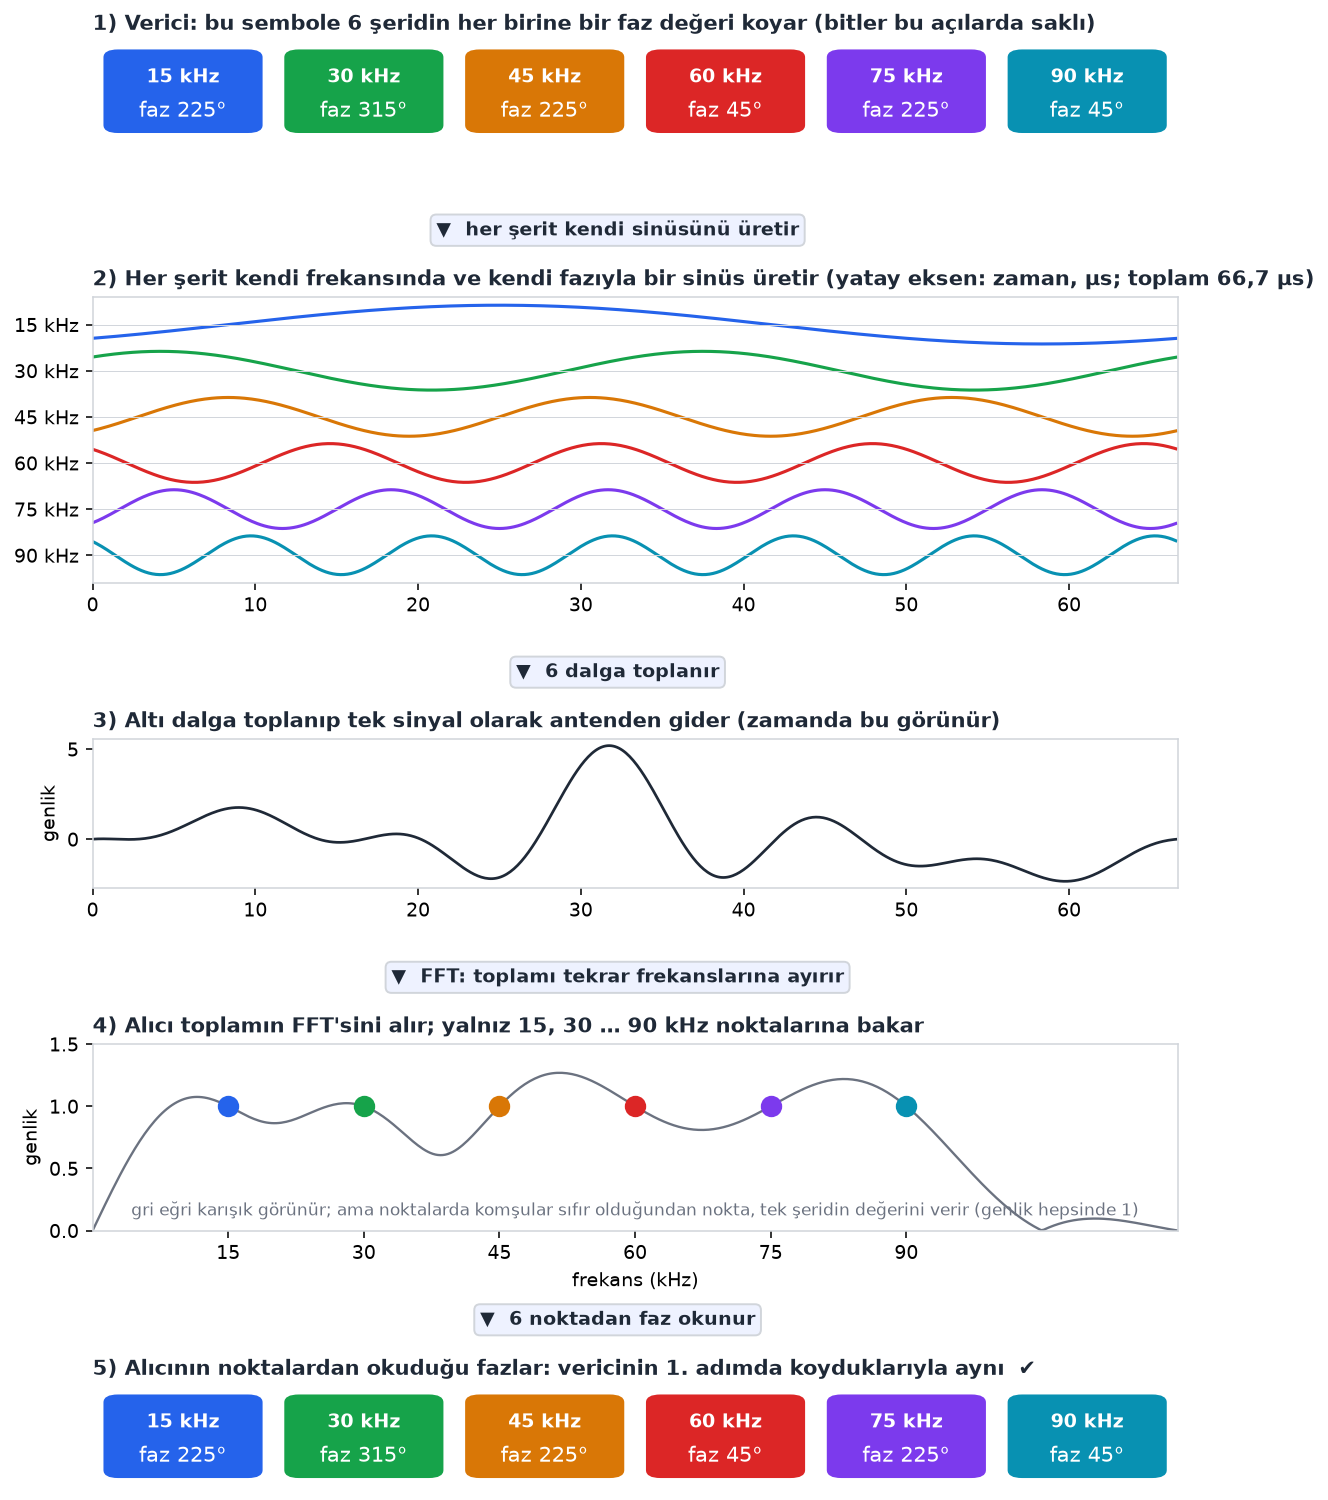 1) Verici: bu sembole 6 şeridin her birine bir faz değeri koyar (bitler bu açılarda saklı)
15 kHz 30 kHz 45 kHz 60 kHz 75 kHz 90 kHz
faz 225° faz 315° faz 225° faz 45° faz 225° faz 45°
▼ her şerit kendi sinüsünü üretir
2) Her şerit kendi frekansında ve kendi fazıyla bir sinüs üretir (yatay eksen: zaman, µs; toplam 66,7 µs)
15 kHz
30 kHz
45 kHz
60 kHz
75 kHz
90 kHz
0 10 20 30 40 50 60
▼ 6 dalga toplanır
3) Altı dalga toplanıp tek sinyal olarak antenden gider (zamanda bu görünür)
genlik
5
0
0 10 20 30 40 50 60
▼ FFT: toplamı tekrar frekanslarına ayırır
4) Alıcı toplamın FFT'sini alır; yalnız 15, 30 … 90 kHz noktalarına bakar
genlik
1.5
1.0
0.5
0.0
gri eğri karışık görünür; ama noktalarda komşular sıfır olduğundan nokta, tek şeridin değerini verir (genlik hepsinde 1)
15 30 45 60 75 90
frekans (kHz)
▼ 6 noktadan faz okunur
5) Alıcının noktalardan okuduğu fazlar: vericinin 1. adımda koyduklarıyla aynı ✔
15 kHz 30 kHz 45 kHz 60 kHz 75 kHz 90 kHz
faz 225° faz 315° faz 225° faz 45° faz 225° faz 45°